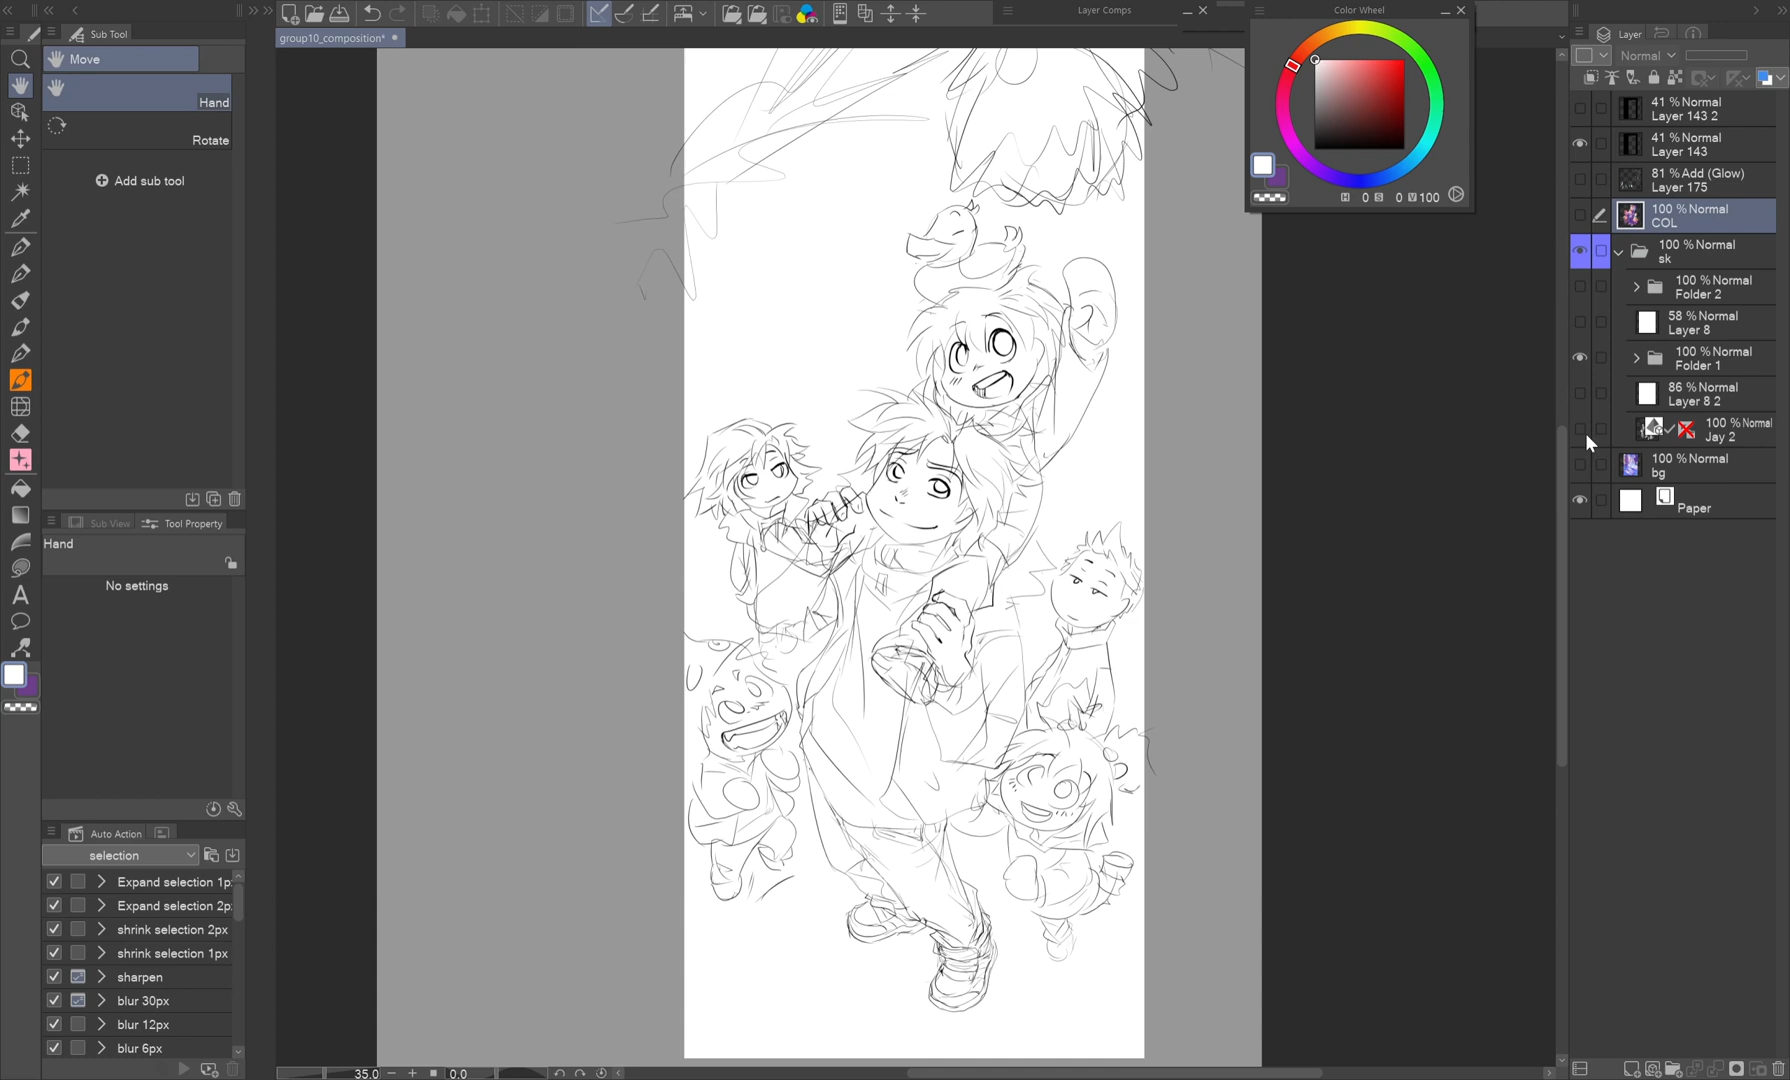 Layer Comps
Color Wheel
Sub Tool
Layer
group10_composition*
Move
Normal
Hand
Rotate
Add sub tool
41 % Normal
Layer 143 2
41 % Normal
Layer 143
81 % Add (Glow)
Layer 175
H 0 S 0 V 100
100 % Normal
COL
100 % Normal
sk
100 % Normal
Folder 2
58 % Normal
Layer 8
100 % Normal
Folder 1
86 % Normal
Layer 8 2
100 % Normal
Jay 2
100 % Normal
bg
Paper
Sub View
Tool Property
Hand
No settings
Auto Action
selection
Expand selection 1p
Expand selection 2p
shrink selection 2px
shrink selection 1px
sharpen
blur 30px
blur 12px
blur 6px
35.0
0.0